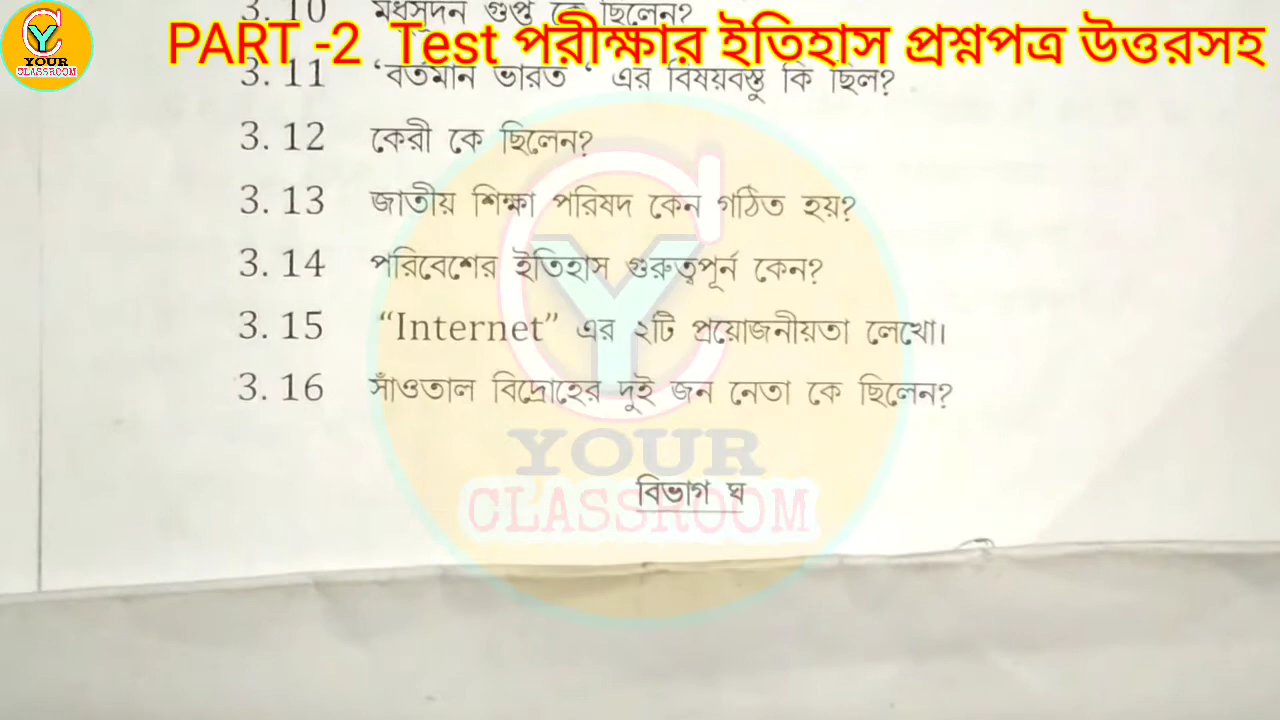 3.10 মধুসূদন গুপ্ত কে ছিলেন?
PART -2 Test পরীক্ষার ইতিহাস প্রশ্নপত্র উত্তরসহ
CY
YOUR
CLASSROOM
3.11 ‘বর্তমান ভারত ‘ এর বিষয়বস্তু কি ছিল?
3.12 কেরী কে ছিলেন?
3.13 জাতীয় শিক্ষা পরিষদ কেন গঠিত হয়?
3.14 পরিবেশের ইতিহাস গুরুত্বপূর্ন কেন?
3.15 “Internet” এর ২টি প্রয়োজনীয়তা লেখো।
3.16 সাঁওতাল বিদ্রোহের দুই জন নেতা কে ছিলেন?
CY
YOUR
CLASSROOM
বিভাগ ঘ